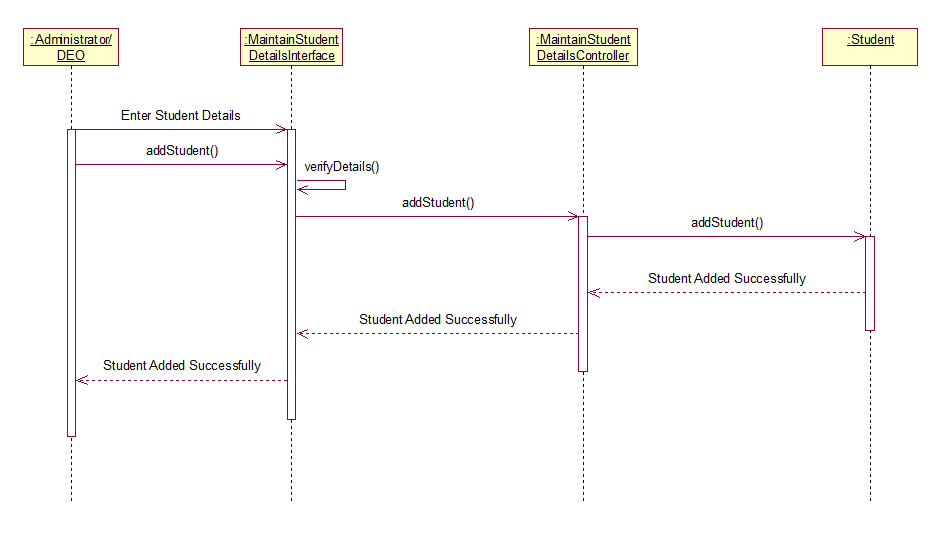 :Administrator/
DEO
:MaintainStudent
DetailsInterface
:MaintainStudent
DetailsController
:Student
Enter Student Details
addStudent()
verifyDetails()
addStudent()
addStudent()
Student Added Successfully
Student Added Successfully
Student Added Successfully